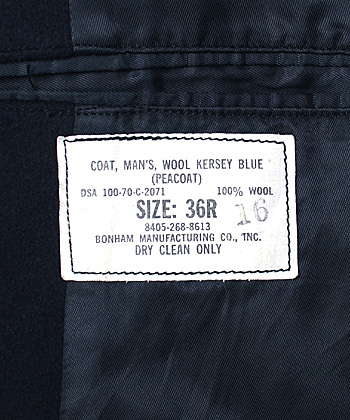 COAT, MAN'S, WOOL KERSEY BLUE
(PEACOAT)
DSA 100-70-C-2071 100% WOOL
SIZE: 36R 16
8405-268-8613
BONHAM MANUFACTURING CO., INC.
DRY CLEAN ONLY